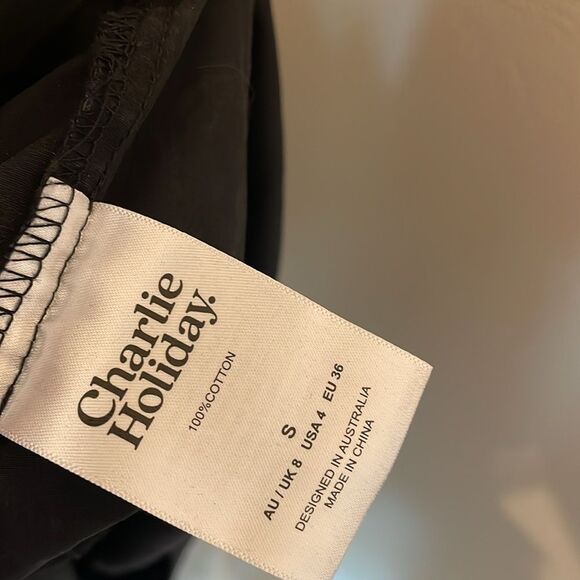 Charlie
Holiday.
100%COTTON
S
AU / UK 8 USA 4 EU 36
DESIGNED IN AUSTRALIA
MADE IN CHINA